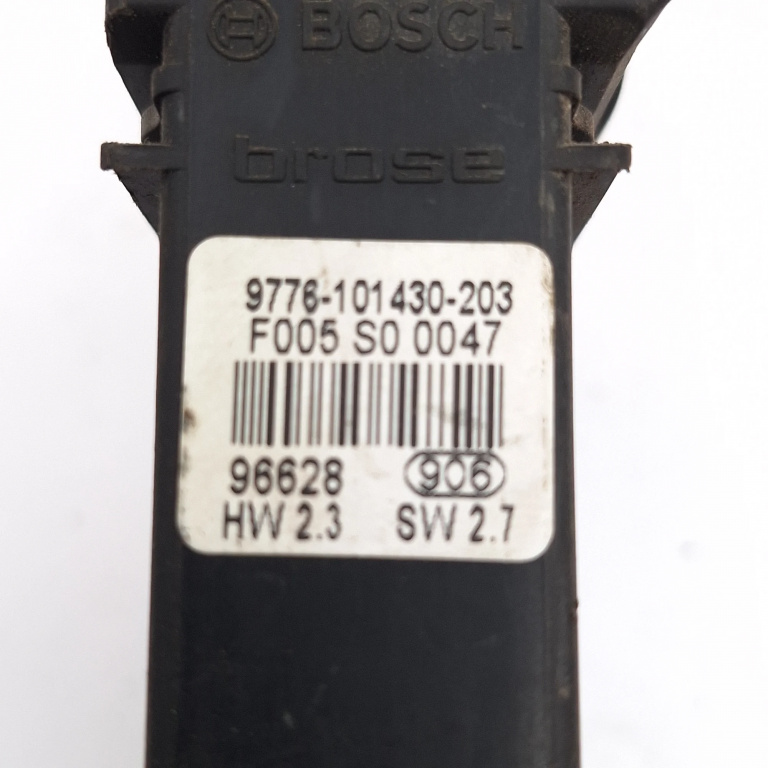 BOSCH
brose
9776-101430-203
F005 S0 0047
96628 906
HW 2.3 SW 2.7